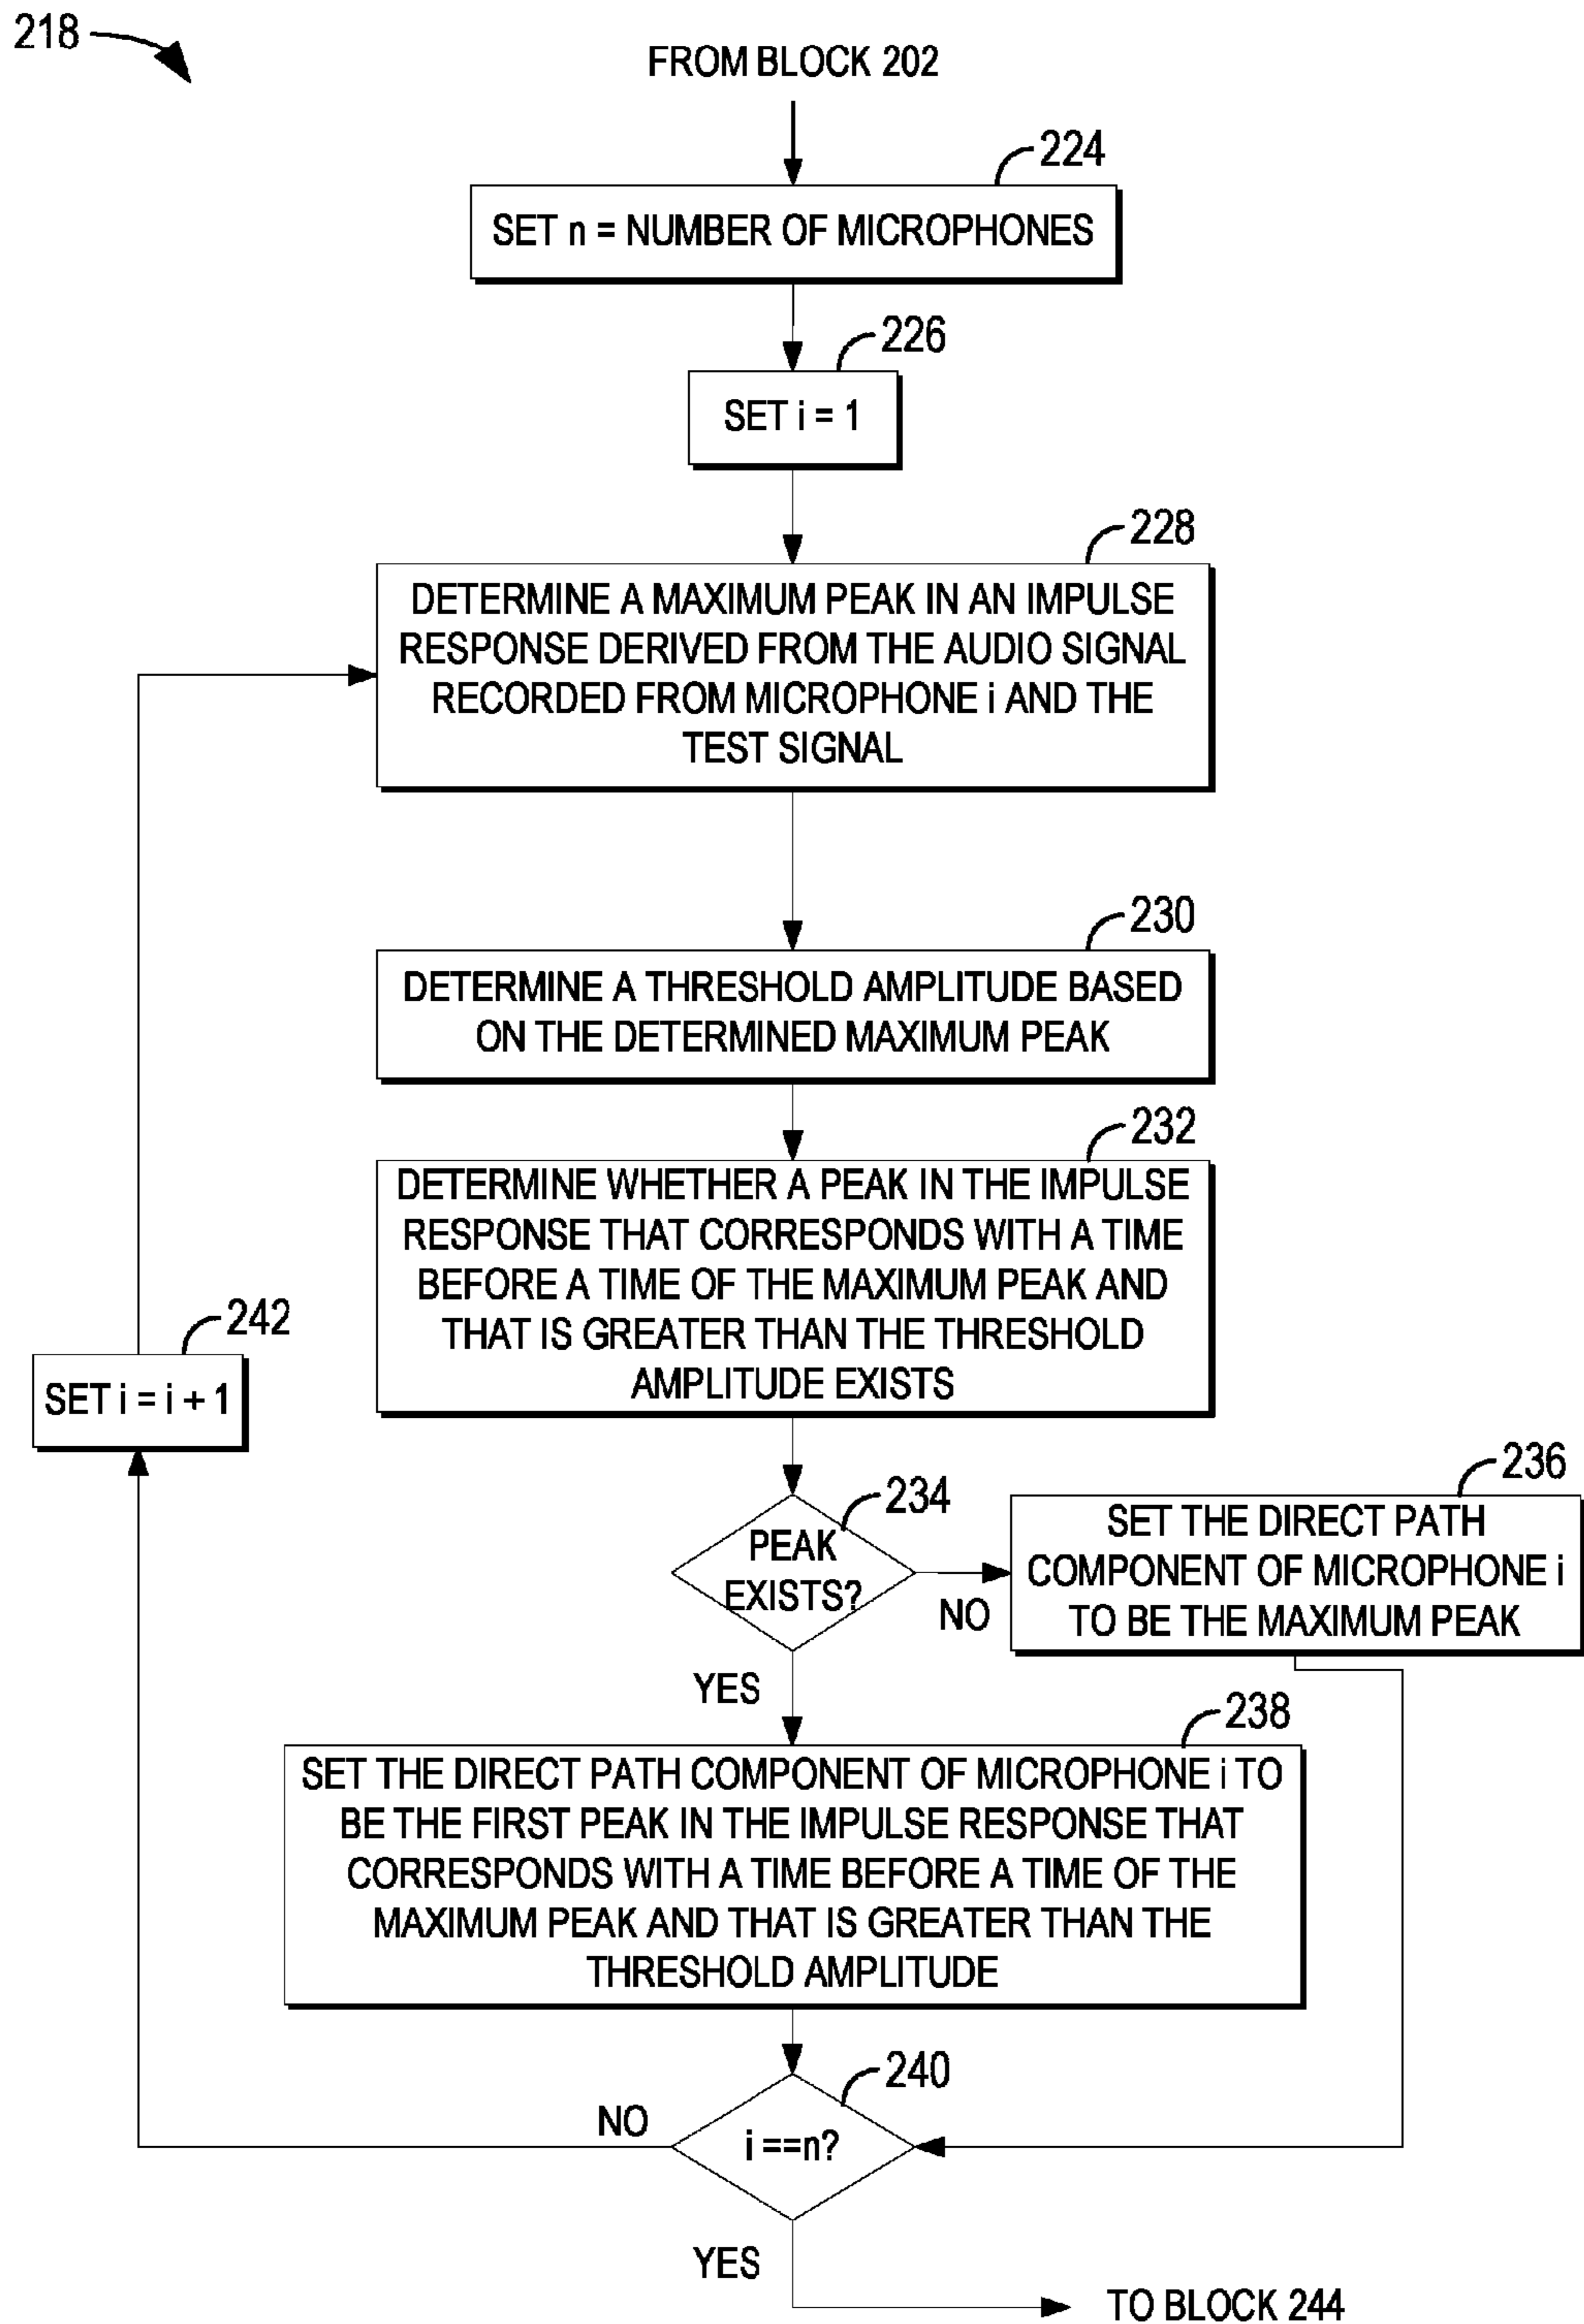 218
FROM BLOCK 202
224
SET n = NUMBER OF MICROPHONES
226
SET i = 1
228
DETERMINE A MAXIMUM PEAK IN AN IMPULSE
RESPONSE DERIVED FROM THE AUDIO SIGNAL
RECORDED FROM MICROPHONE i AND THE
TEST SIGNAL
230
DETERMINE A THRESHOLD AMPLITUDE BASED
ON THE DETERMINED MAXIMUM PEAK
232
DETERMINE WHETHER A PEAK IN THE IMPULSE
RESPONSE THAT CORRESPONDS WITH A TIME
BEFORE A TIME OF THE MAXIMUM PEAK AND
THAT IS GREATER THAN THE THRESHOLD
AMPLITUDE EXISTS
242
SET i = i + 1
234
PEAK
EXISTS?
NO
236
SET THE DIRECT PATH
COMPONENT OF MICROPHONE i
TO BE THE MAXIMUM PEAK
YES
238
SET THE DIRECT PATH COMPONENT OF MICROPHONE i TO
BE THE FIRST PEAK IN THE IMPULSE RESPONSE THAT
CORRESPONDS WITH A TIME BEFORE A TIME OF THE
MAXIMUM PEAK AND THAT IS GREATER THAN THE
THRESHOLD AMPLITUDE
240
NO
i ==n?
YES
TO BLOCK 244